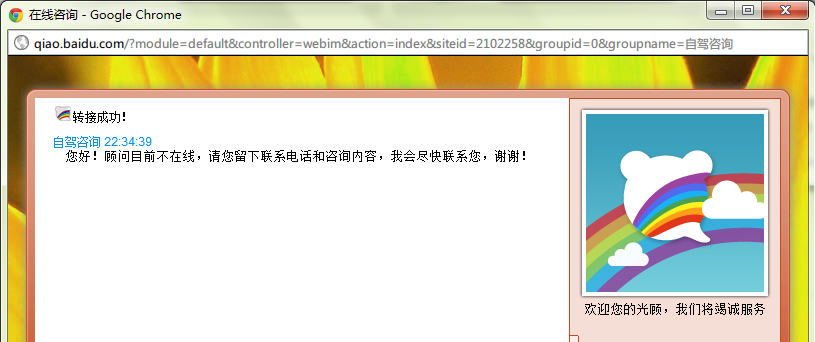 在线咨询 - Google Chrome
qiao.baidu.com/?module=default&controller=webim&action=index&siteid=2102258&groupid=0&groupname=自驾咨询
转接成功!
自驾咨询 22:34:39
您好！顾问目前不在线，请您留下联系电话和咨询内容，我会尽快联系您，谢谢！
欢迎您的光顾，我们将竭诚服务